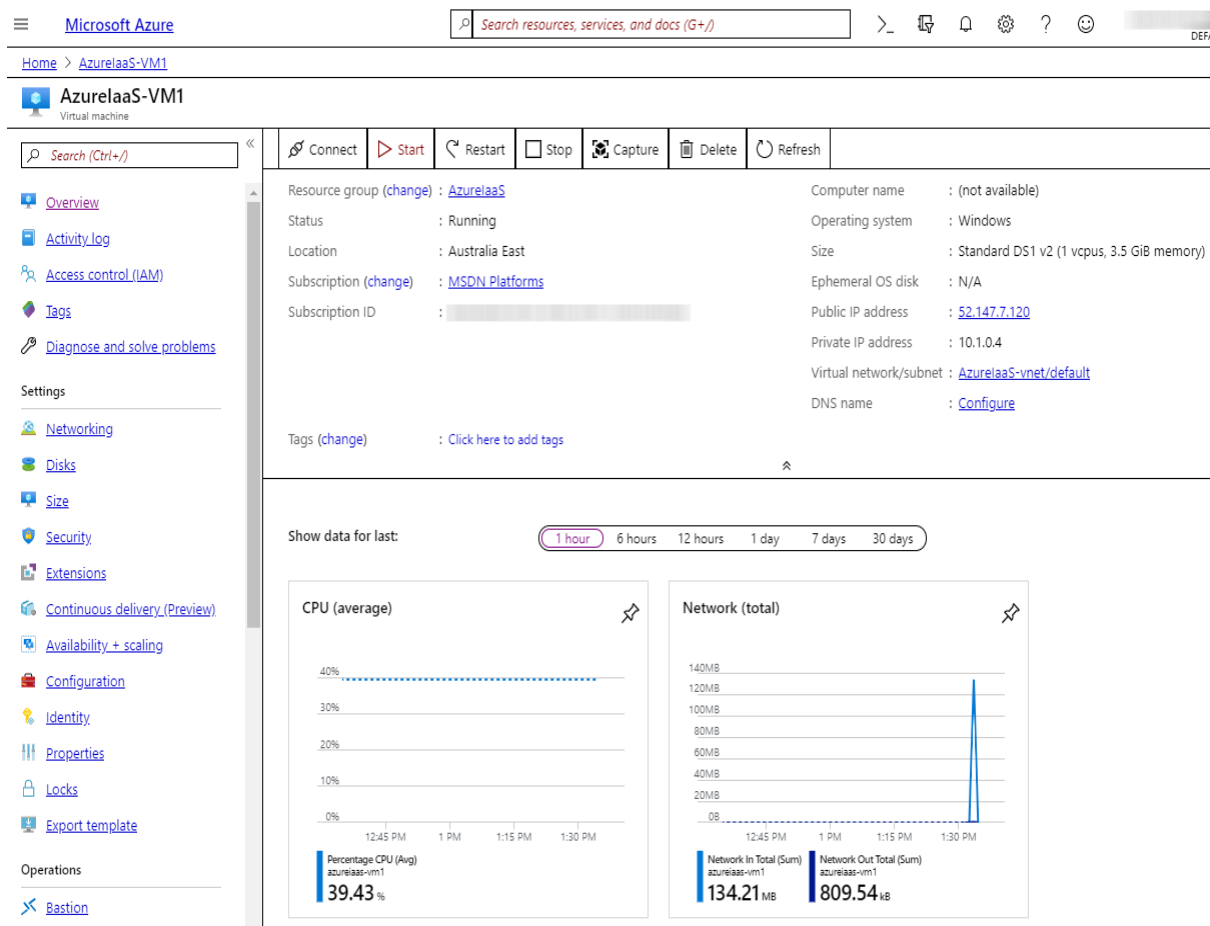 Microsoft Azure
Search resources, services, and docs (G+/)
DEFA
Home > AzureIaaS-VM1
AzureIaaS-VM1
Virtual machine
Search (Ctrl+/)
«
Overview
Activity log
Access control (IAM)
Tags
Diagnose and solve problems
Settings
Networking
Disks
Size
Security
Extensions
Continuous delivery (Preview)
Availability + scaling
Configuration
Identity
Properties
Locks
Export template
Operations
Bastion
Connect Start Restart Stop Capture Delete Refresh
Resource group (change) : AzureIaaS
Status : Running
Location : Australia East
Subscription (change) : MSDN Platforms
Subscription ID :
Computer name : (not available)
Operating system : Windows
Size : Standard DS1 v2 (1 vcpus, 3.5 GiB memory)
Ephemeral OS disk : N/A
Public IP address : 52.147.7.120
Private IP address : 10.1.0.4
Virtual network/subnet : AzureIaaS-vnet/default
DNS name : Configure
Tags (change) : Click here to add tags
Show data for last: 1 hour 6 hours 12 hours 1 day 7 days 30 days
CPU (average)
40%
30%
20%
10%
0%
12:45 PM 1 PM 1:15 PM 1:30 PM
Percentage CPU (Avg)
azureiaas-vm1
39.43 %
Network (total)
140MB
120MB
100MB
80MB
60MB
40MB
20MB
0B
12:45 PM 1 PM 1:15 PM 1:30 PM
Network In Total (Sum)
azureiaas-vm1
134.21 MB
Network Out Total (Sum)
azureiaas-vm1
809.54 kB